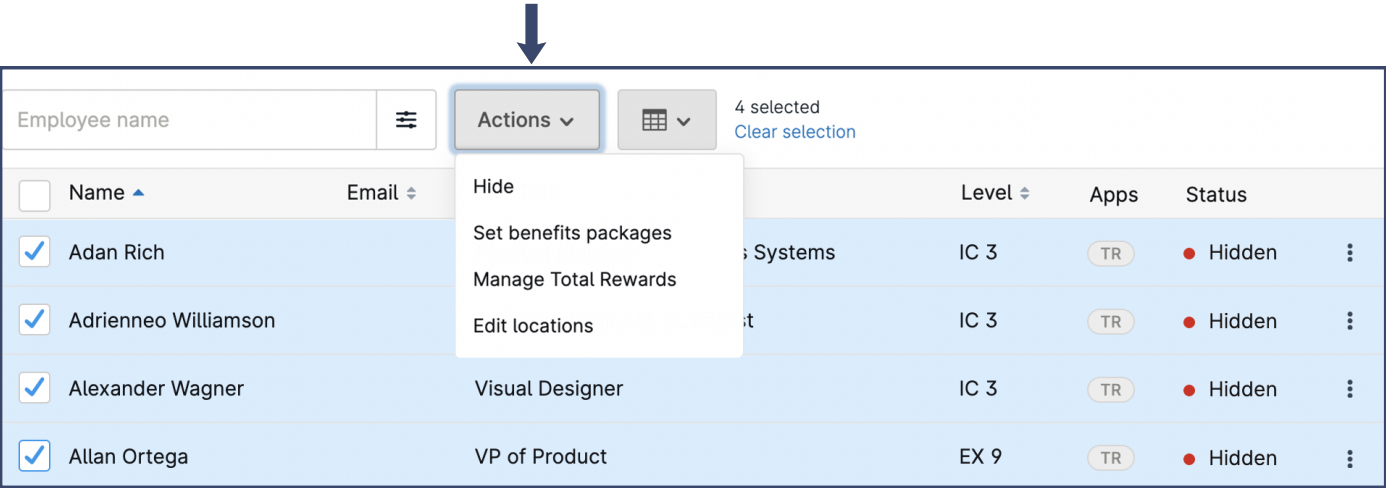 Employee name
Actions
4 selected
Clear selection
Hide
Set benefits packages
Manage Total Rewards
Edit locations
Name Email Level Apps Status
Adan Rich Systems IC 3 TR Hidden
Adrienneo Williamson IC 3 TR Hidden
Alexander Wagner Visual Designer IC 3 TR Hidden
Allan Ortega VP of Product EX 9 TR Hidden